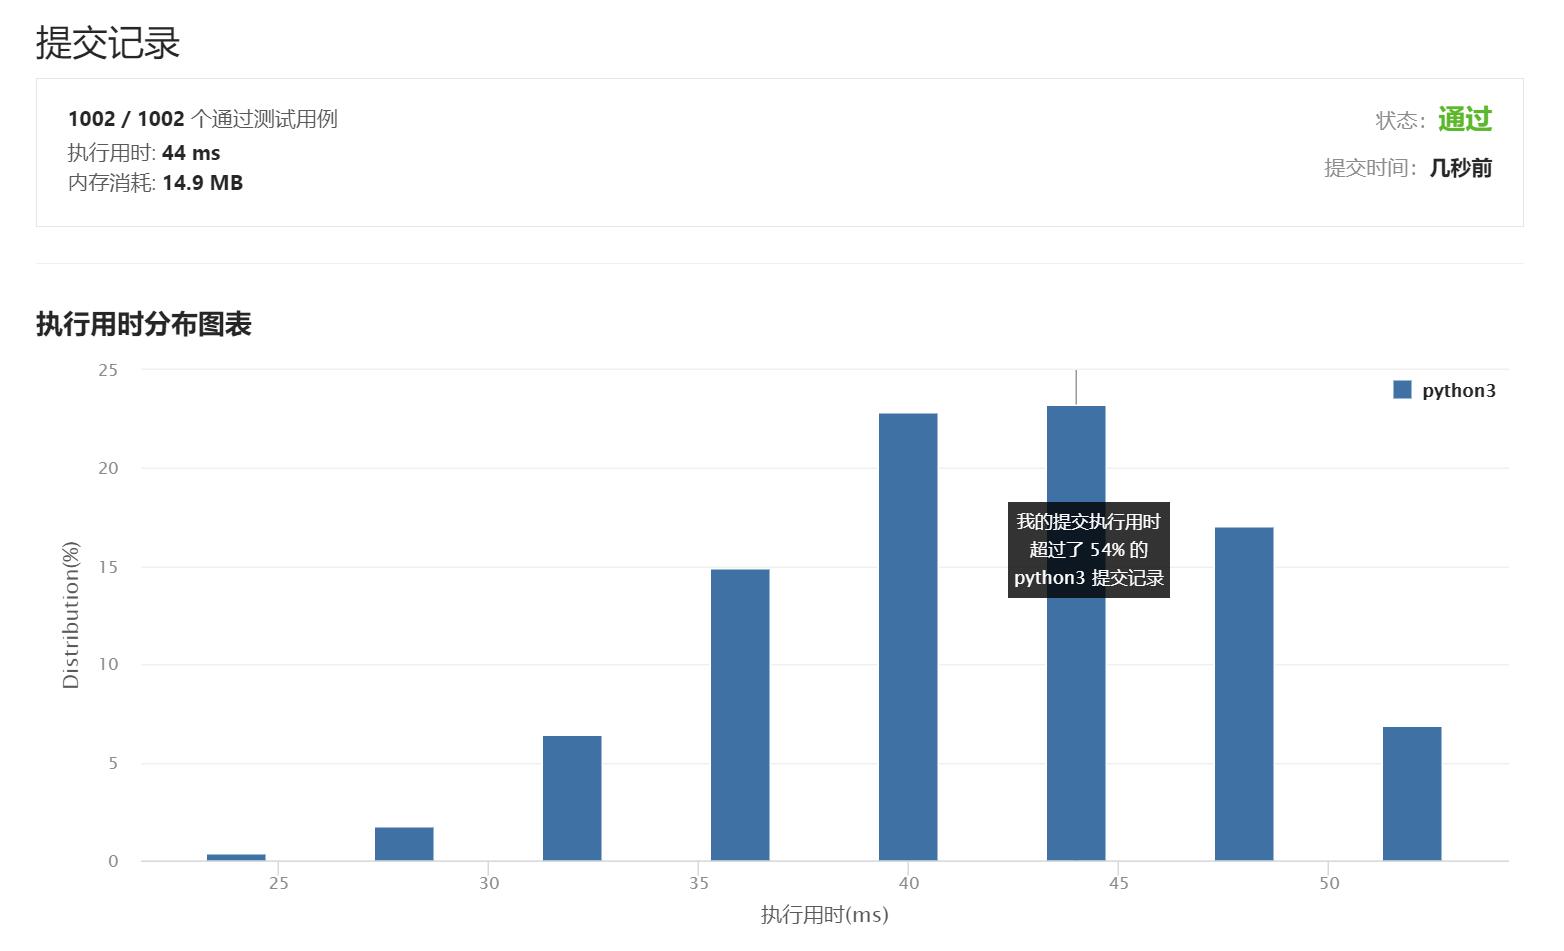 提交记录
1002 / 1002 个通过测试用例
状态：通过
执行用时: 44 ms
提交时间：几秒前
内存消耗: 14.9 MB
执行用时分布图表
25
python3
20
我的提交执行用时
超过了 54% 的
python3 提交记录
15
Distribution(%)
10
5
0
25
30
35
40
45
50
执行用时(ms)